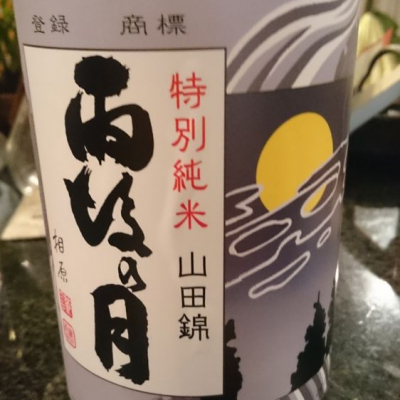 登録 商標
特別純米 山田錦
雨後の月
相原